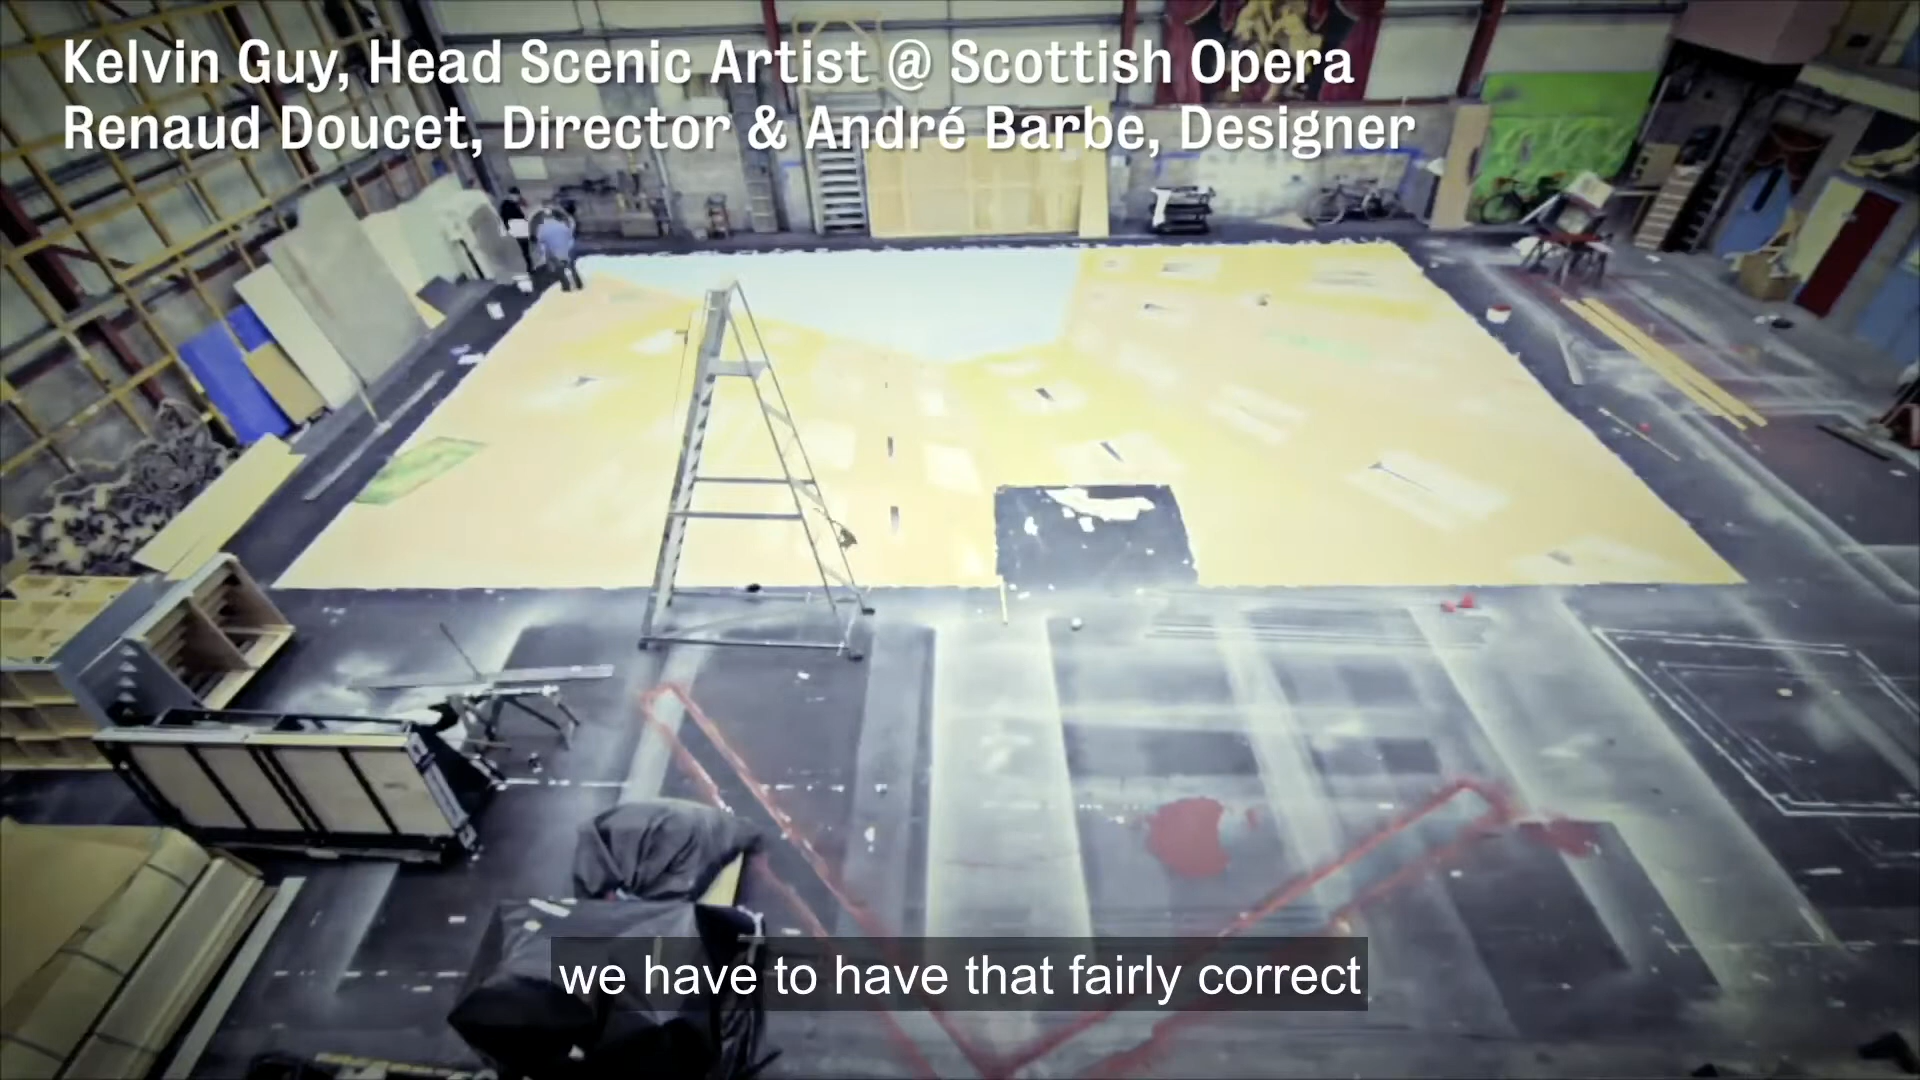 Kelvin Guy, Head Scenic Artist @ Scottish Opera
Renaud Doucet, Director & André Barbe, Designer
we have to have that fairly correct